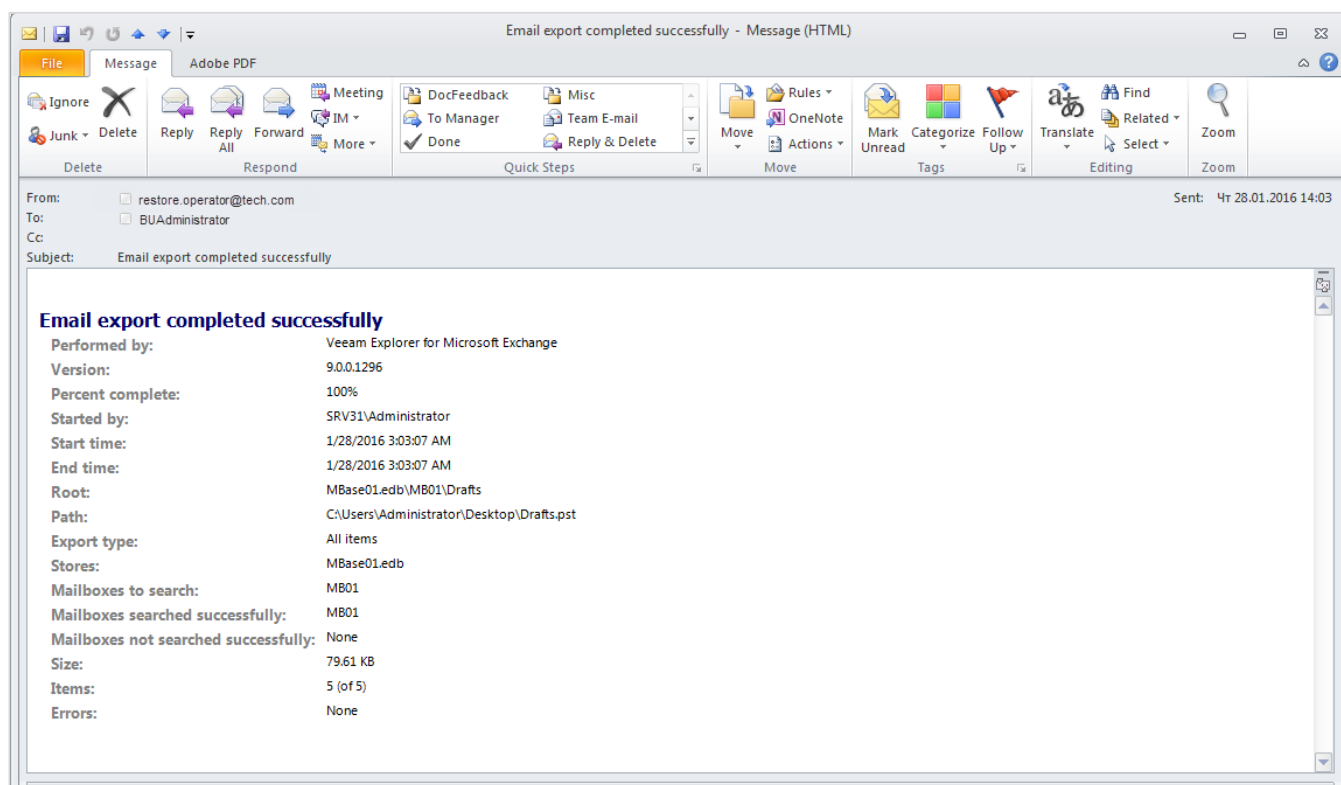 Email export completed successfully - Message (HTML)
File Message Adobe PDF
Ignore
Junk
Delete
Reply
Reply All
Forward
Meeting
IM
More
DocFeedback
To Manager
Done
Misc
Team E-mail
Reply & Delete
Move
Rules
OneNote
Actions
Mark Unread
Categorize
Follow Up
Translate
Find
Related
Select
Zoom
Delete Respond Quick Steps Move Tags Editing Zoom
From: restore.operator@tech.com Sent: Чт 28.01.2016 14:03
To: BUAdministrator
Cc:
Subject: Email export completed successfully
Email export completed successfully
Performed by: Veeam Explorer for Microsoft Exchange
Version: 9.0.0.1296
Percent complete: 100%
Started by: SRV31\Administrator
Start time: 1/28/2016 3:03:07 AM
End time: 1/28/2016 3:03:07 AM
Root: MBase01.edb\MB01\Drafts
Path: C:\Users\Administrator\Desktop\Drafts.pst
Export type: All items
Stores: MBase01.edb
Mailboxes to search: MB01
Mailboxes searched successfully: MB01
Mailboxes not searched successfully: None
Size: 79.61 KB
Items: 5 (of 5)
Errors: None